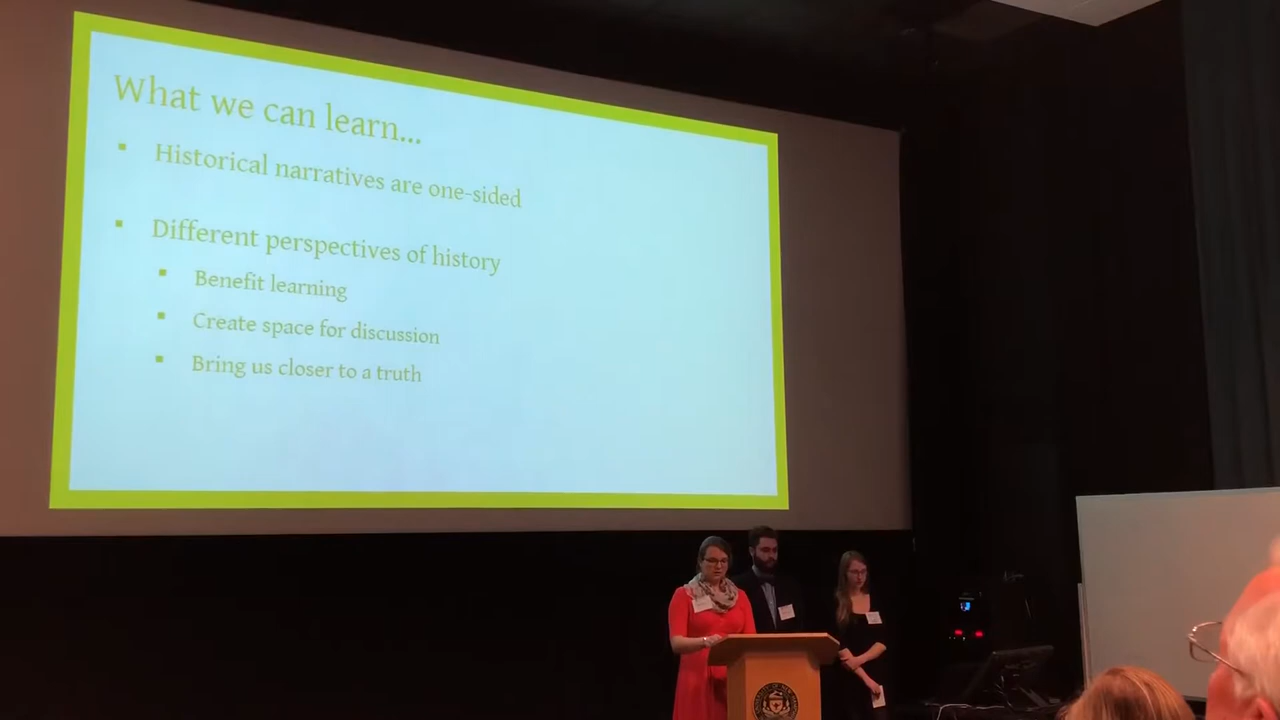 What we can learn...
▪ Historical narratives are one-sided
▪ Different perspectives of history
▪ Benefit learning
▪ Create space for discussion
▪ Bring us closer to a truth